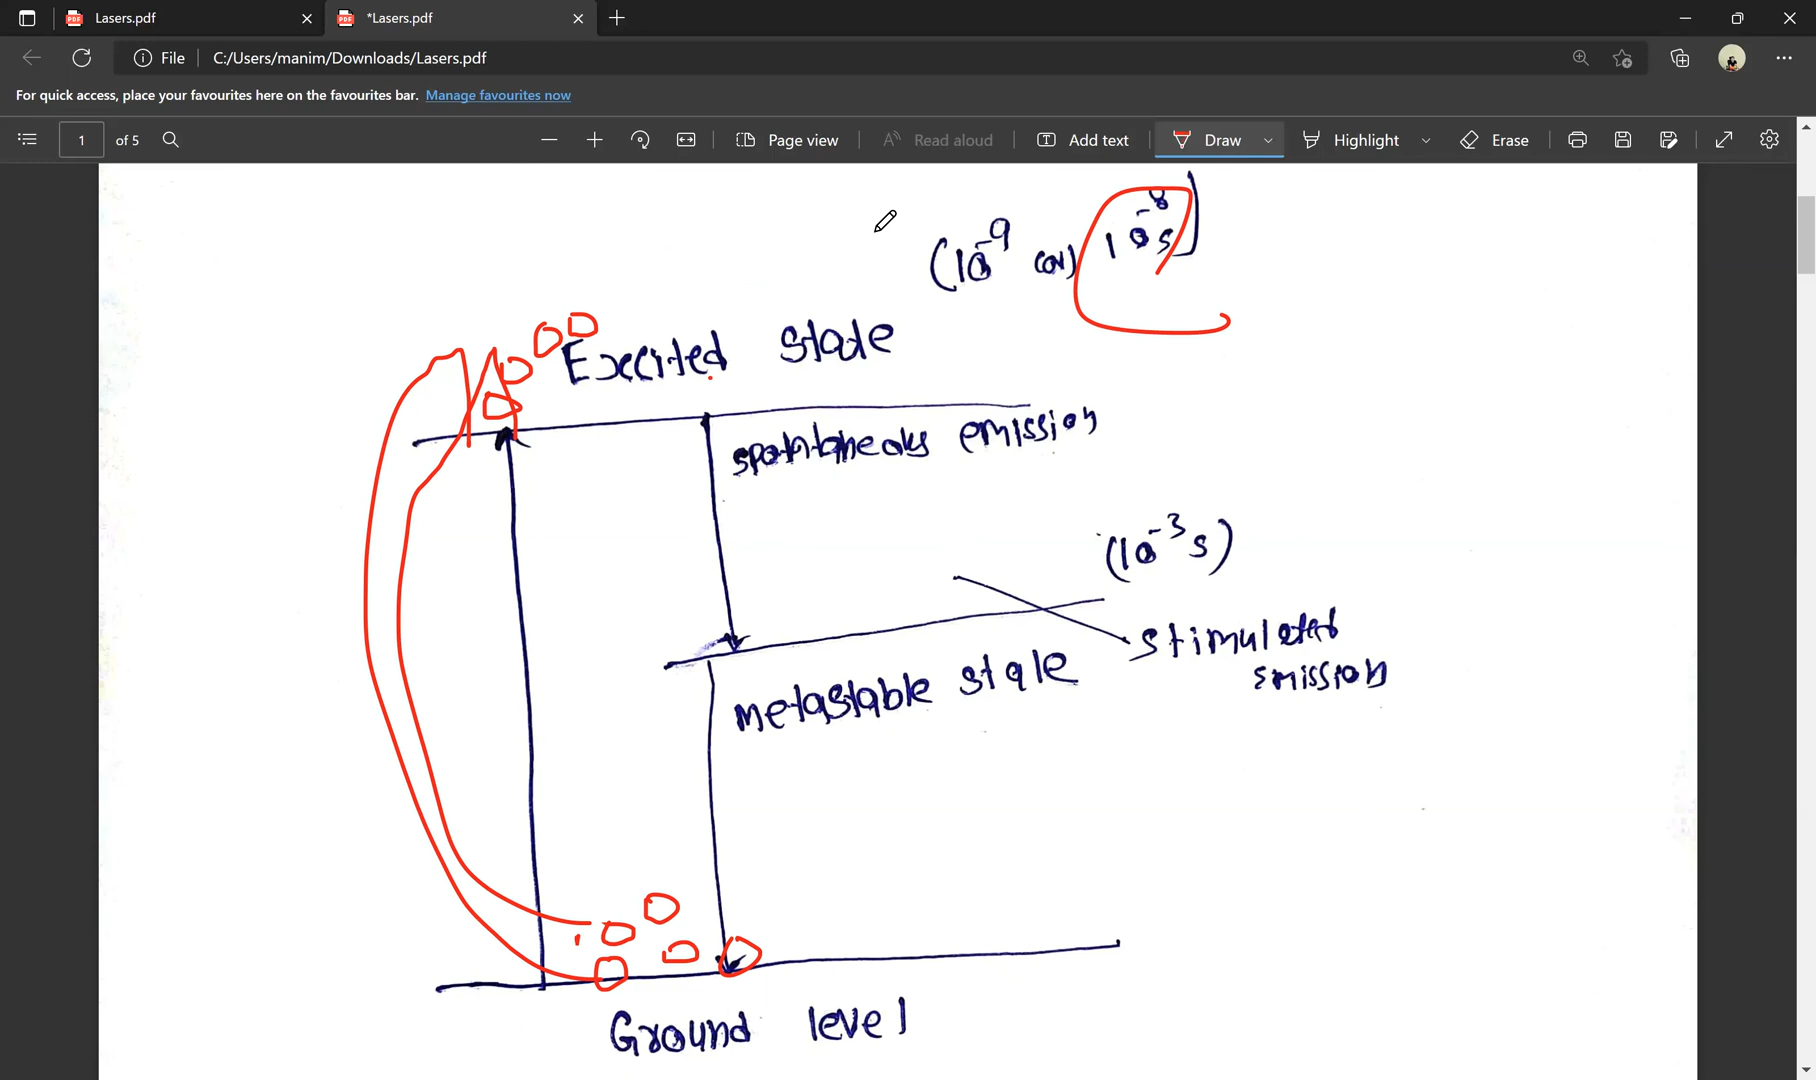 Lasers.pdf
*Lasers.pdf
File C:/Users/manim/Downloads/Lasers.pdf
For quick access, place your favourites here on the favourites bar. Manage favourites now
1 of 5
Page view
Read aloud
Add text
Draw
Highlight
Erase
(10⁻⁹ (or) 10⁻⁸s)
Excited state
spontaneous emission
(10⁻³ s)
stimulated
emission
metastable state
Ground level